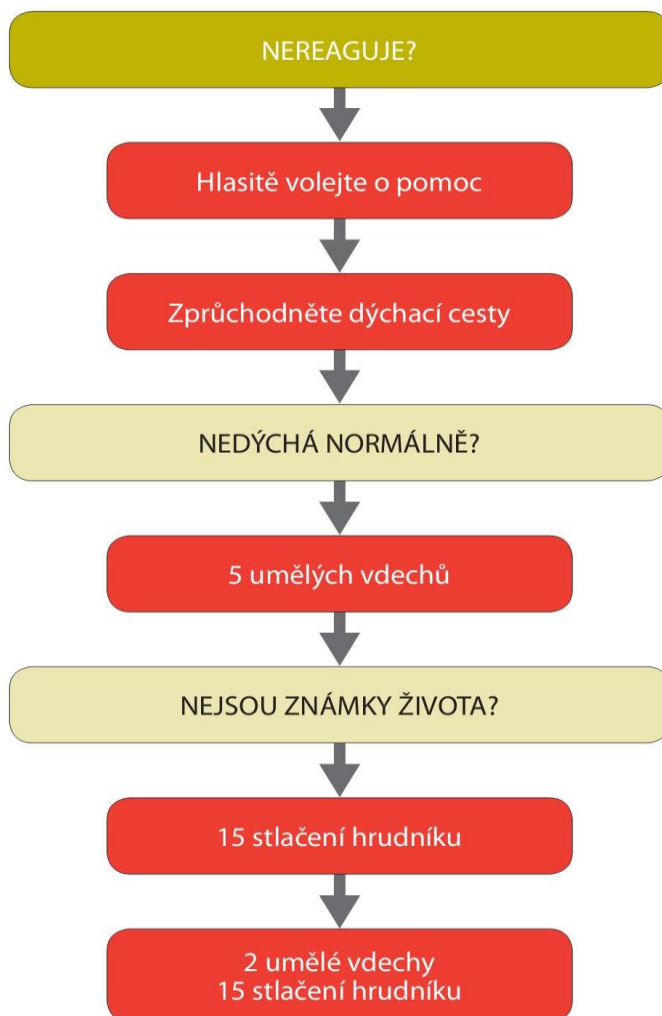 NEREAGUJE?
Hlasitě volejte o pomoc
Zprůchodněte dýchací cesty
NEDÝCHÁ NORMÁLNĚ?
5 umělých vdechů
NEJSOU ZNÁMKY ŽIVOTA?
15 stlačení hrudníku
2 umělé vdechy
15 stlačení hrudníku